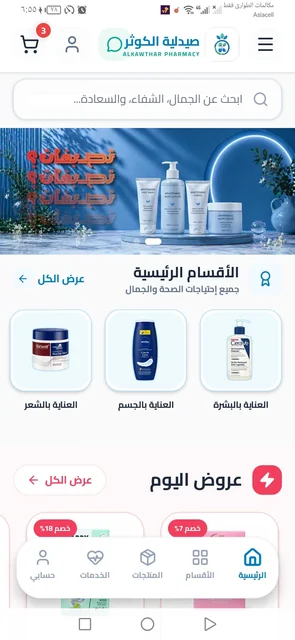 مكالمات الطوارئ فقط
Asiacell
٦:٥٥
٧٨
3
صيدلية الكوثر
ALKAWTHAR PHARMACY
ابحث عن الجمال، الشفاء، والسعادة...
الأقسام الرئيسية
جميع إحتياجات الصحة والجمال
عرض الكل
العناية بالبشرة
العناية بالجسم
العناية بالشعر
عروض اليوم
عرض الكل
خصم 7%
خصم 18%
الرئيسية
الأقسام
المنتجات
الخدمات
حسابي